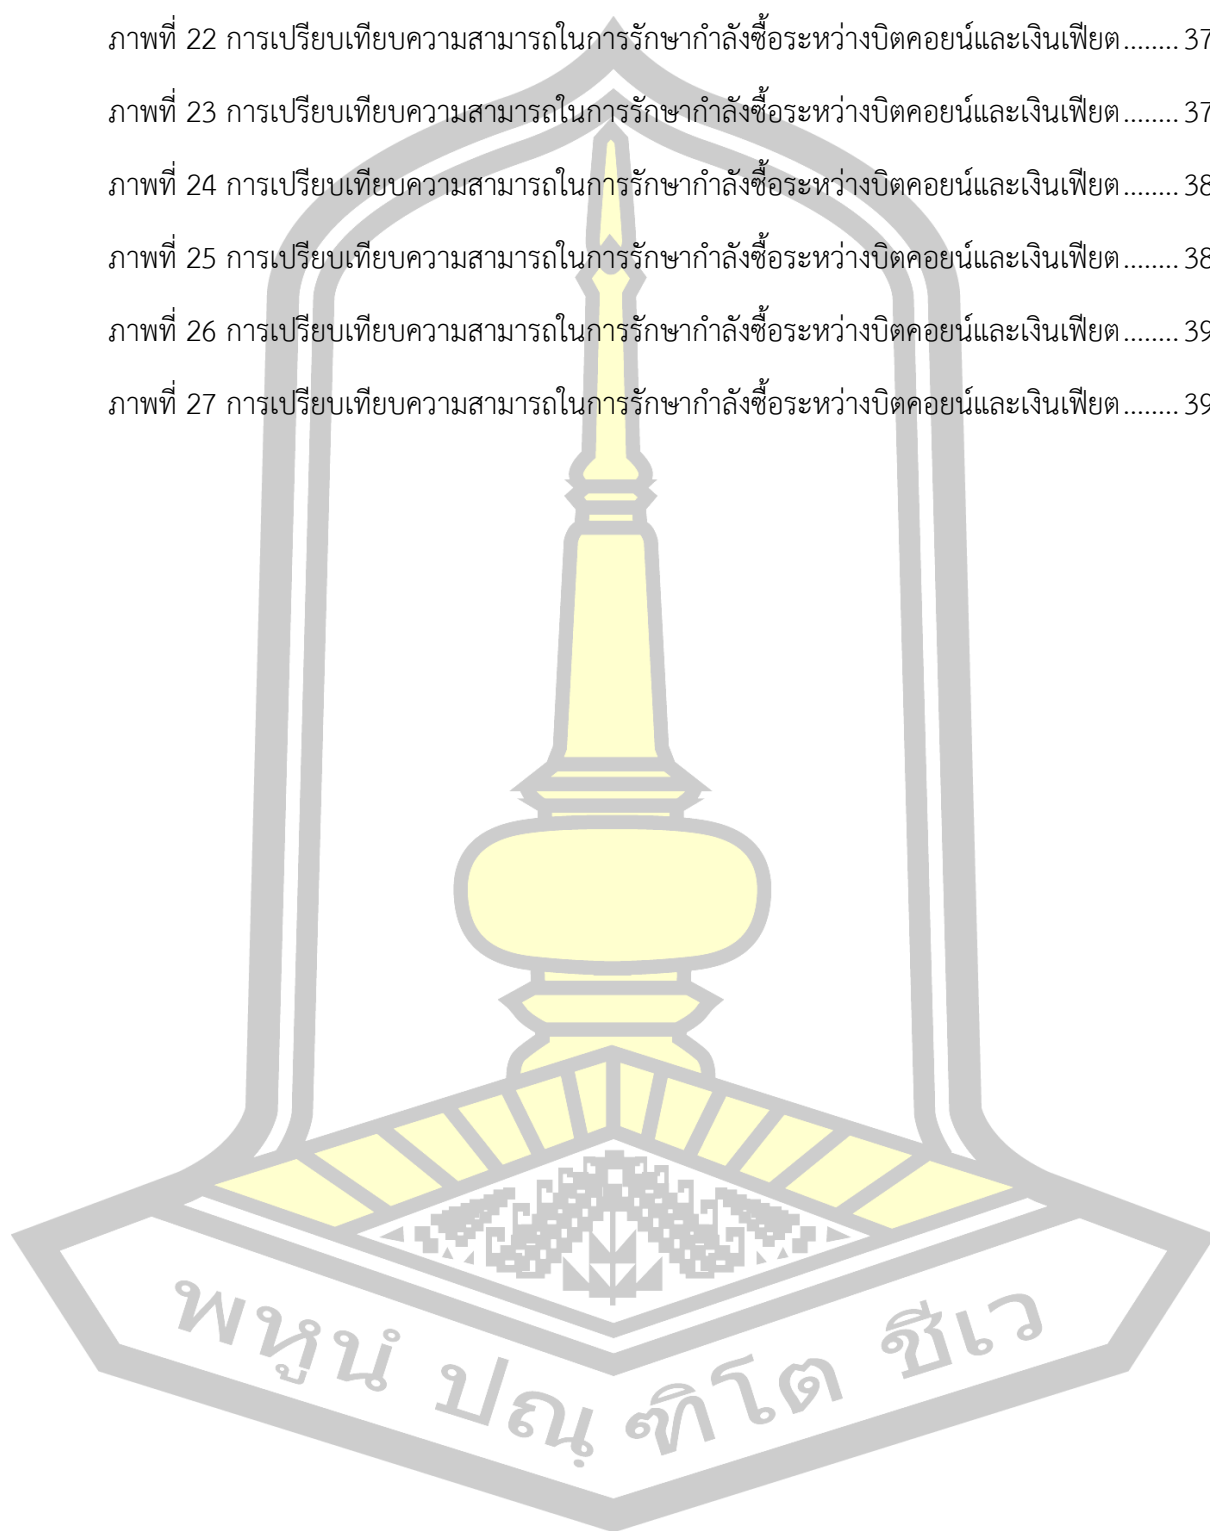 ภาพที่ 22 การเปรียบเทียบความสามารถในการรักษากำลังซื้อระหว่างบิตคอยน์และเงินเฟียต........ 37
ภาพที่ 23 การเปรียบเทียบความสามารถในการรักษากำลังซื้อระหว่างบิตคอยน์และเงินเฟียต........ 37
ภาพที่ 24 การเปรียบเทียบความสามารถในการรักษากำลังซื้อระหว่างบิตคอยน์และเงินเฟียต........ 38
ภาพที่ 25 การเปรียบเทียบความสามารถในการรักษากำลังซื้อระหว่างบิตคอยน์และเงินเฟียต........ 38
ภาพที่ 26 การเปรียบเทียบความสามารถในการรักษากำลังซื้อระหว่างบิตคอยน์และเงินเฟียต........ 39
ภาพที่ 27 การเปรียบเทียบความสามารถในการรักษากำลังซื้อระหว่างบิตคอยน์และเงินเฟียต........ 39
พหูนํ ปณฺ ฑิโต ชีเว